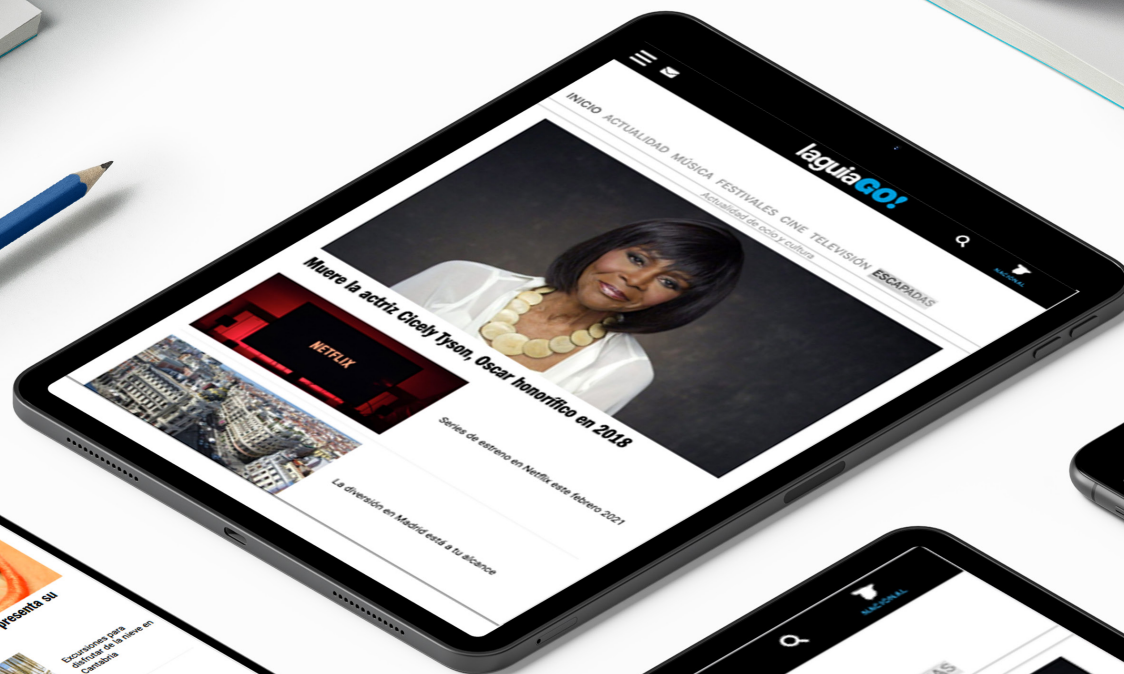 laguiaGO!
NACIONAL
INICIO ACTUALIDAD MÚSICA FESTIVALES CINE TELEVISIÓN ESCAPADAS
Actualidad de ocio y cultura
Muere la actriz Cicely Tyson, Oscar honorífico en 2018
NETFLIX
Series de estreno en Netflix este febrero 2021
La diversión en Madrid está a tu alcance
presenta su
Excursiones para
disfrutar de la nieve en
Cantabria
NACIONAL
AS